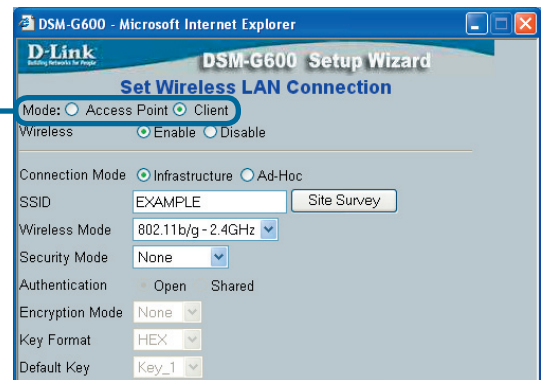 DSM-G600 - Microsoft Internet Explorer
D-Link
Building Networks for People
DSM-G600 Setup Wizard
Set Wireless LAN Connection
Mode: Access Point Client
Wireless Enable Disable
Connection Mode Infrastructure Ad-Hoc
SSID EXAMPLE Site Survey
Wireless Mode 802.11b/g - 2.4GHz
Security Mode None
Authentication Open Shared
Encryption Mode None
Key Format HEX
Default Key Key_1